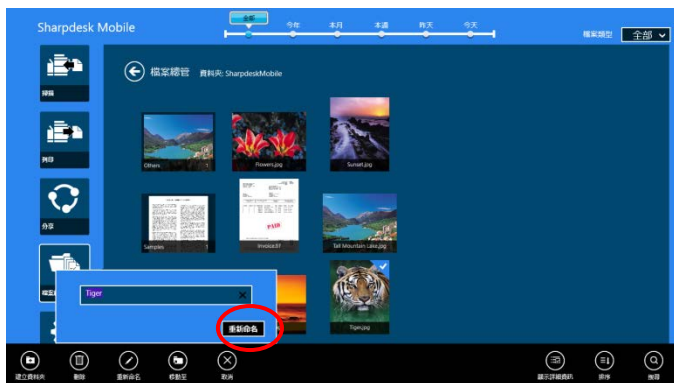 Sharpdesk Mobile
全部 今年 本月 本週 昨天 今天
檔案類型 全部
掃描
列印
分享
檔案總管 資料夾: SharpdeskMobile
Others 1
Flowers.jpg
Sunset.jpg
Samples 7
PAID
Invoice.tif
Tall Mountain Lake.jpg
Tiger.jpg
Tiger
重新命名
建立資料夾 刪除 重新命名 移動至 取消 顯示詳細資訊 排序 搜尋